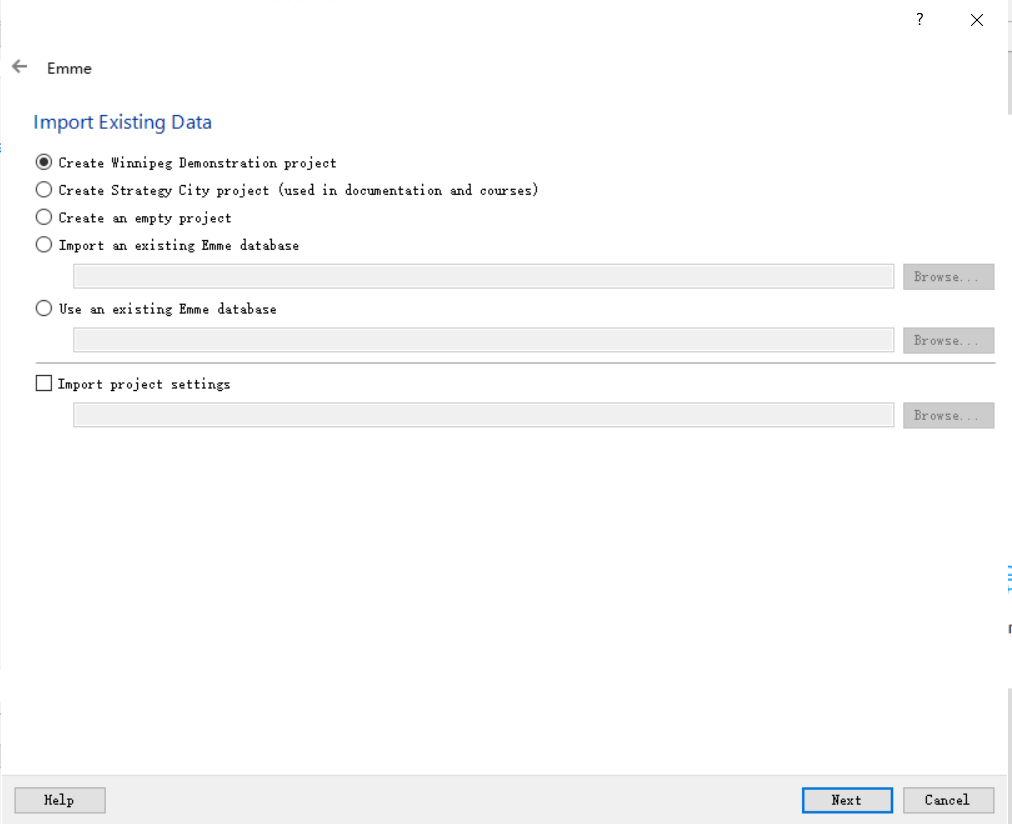 ?
Emme
Import Existing Data
Create Winnipeg Demonstration project
Create Strategy City project (used in documentation and courses)
Create an empty project
Import an existing Emme database
Browse...
Use an existing Emme database
Browse...
Import project settings
Browse...
Help
Next
Cancel